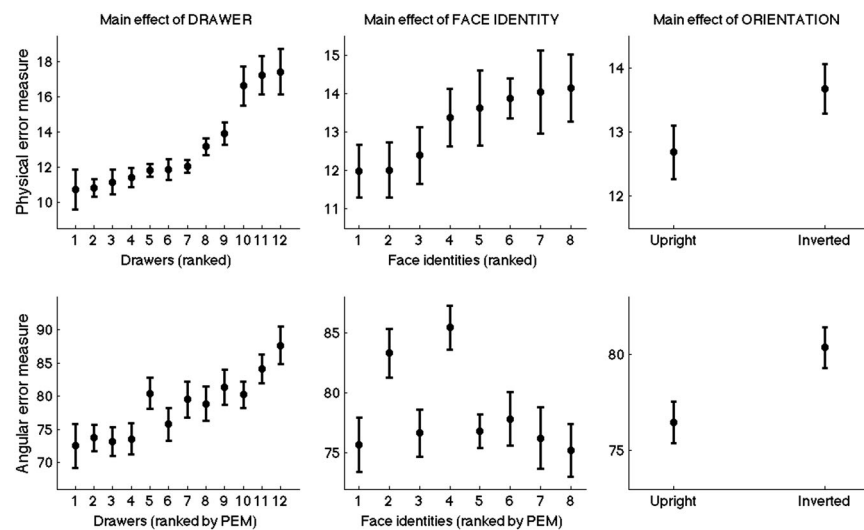 Main effect of DRAWER
Main effect of FACE IDENTITY
Main effect of ORIENTATION
Physical error measure
18
16
14
12
10
1 2 3 4 5 6 7 8 9 10 11 12
Drawers (ranked)
15
14
13
12
11
1 2 3 4 5 6 7 8
Face identities (ranked)
14
13
12
Upright Inverted
Angular error measure
90
85
80
75
70
1 2 3 4 5 6 7 8 9 10 11 12
Drawers (ranked by PEM)
85
80
75
1 2 3 4 5 6 7 8
Face identities (ranked by PEM)
80
75
Upright Inverted